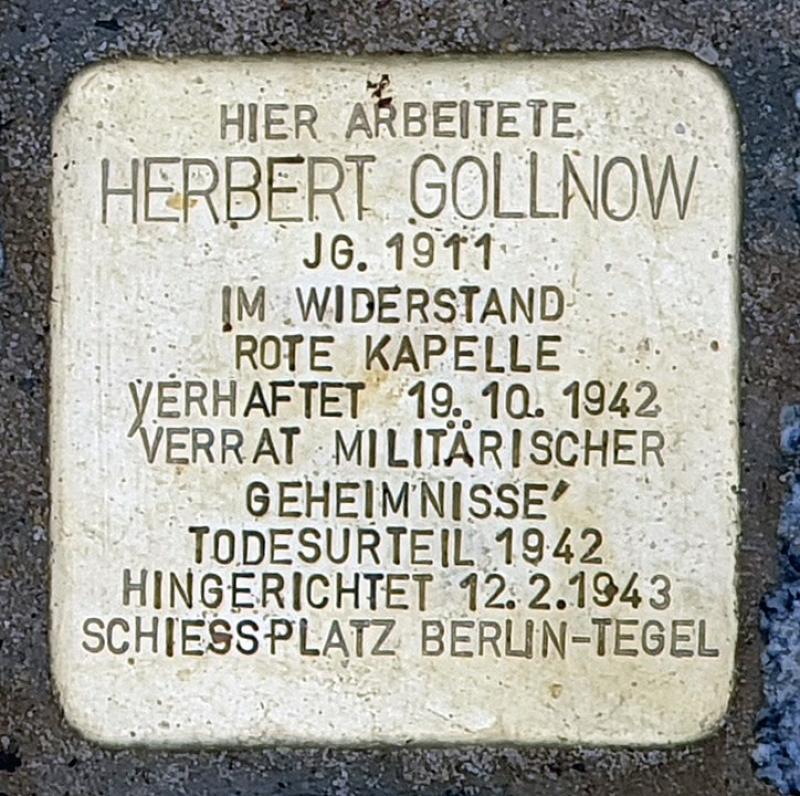 HIER ARBEITETE
HERBERT GOLLNOW
JG. 1911
IM WIDERSTAND
ROTE KAPELLE
VERHAFTET 19. 10. 1942
'VERRAT MILITÄRISCHER
GEHEIMNISSE'
TODESURTEIL 1942
HINGERICHTET 12.2.1943
SCHIESSPLATZ BERLIN-TEGEL